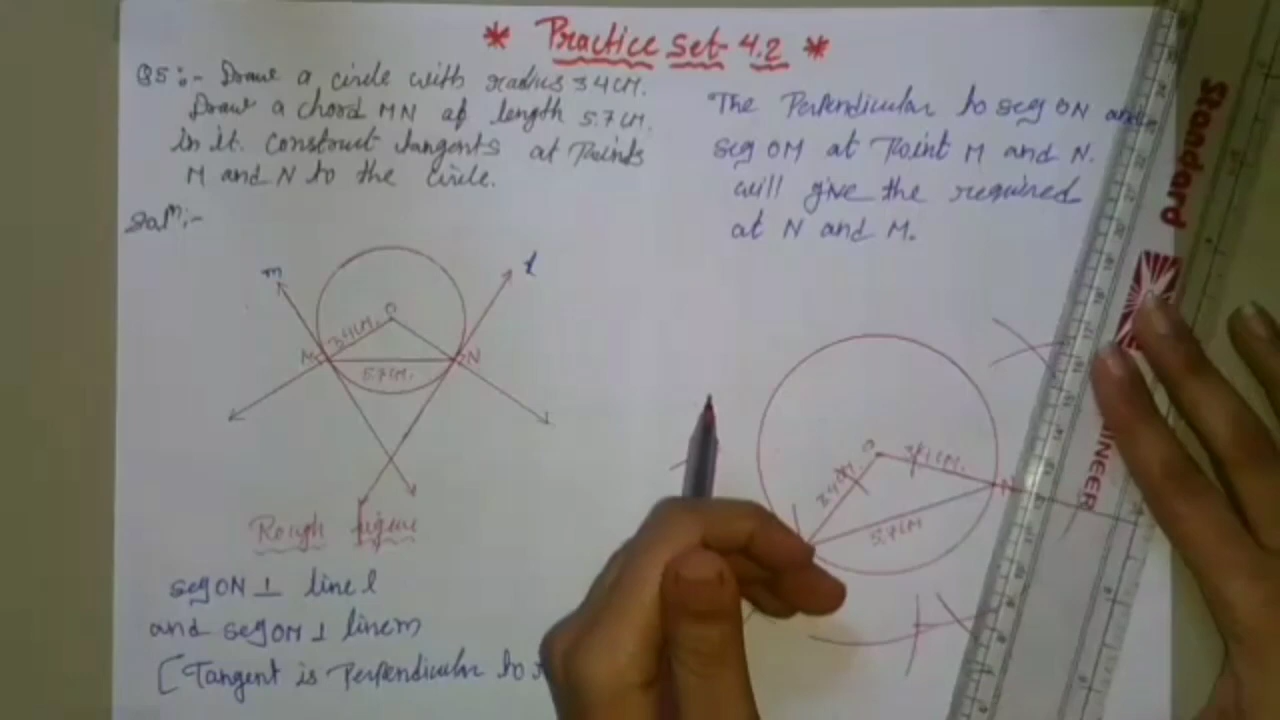 * Practice Set 4.2 *
Q5:- Draw a circle with radius 3.4 cm.
Draw a chord MN of length 5.7 cm.
in it. construct tangents at Points
M and N to the circle.
Solⁿ:-
The Perpendicular to seg ON and
seg OM at Point M and N.
will give the required
at N and M.
m
l
O
3.4 cm.
M
N
5.7 cm.
Rough figure
seg ON ⊥ line l
and seg OM ⊥ line m
[Tangent is Perpendicular to
O
3.4 cm.
3.4 cm.
N
5.7 cm
Standard